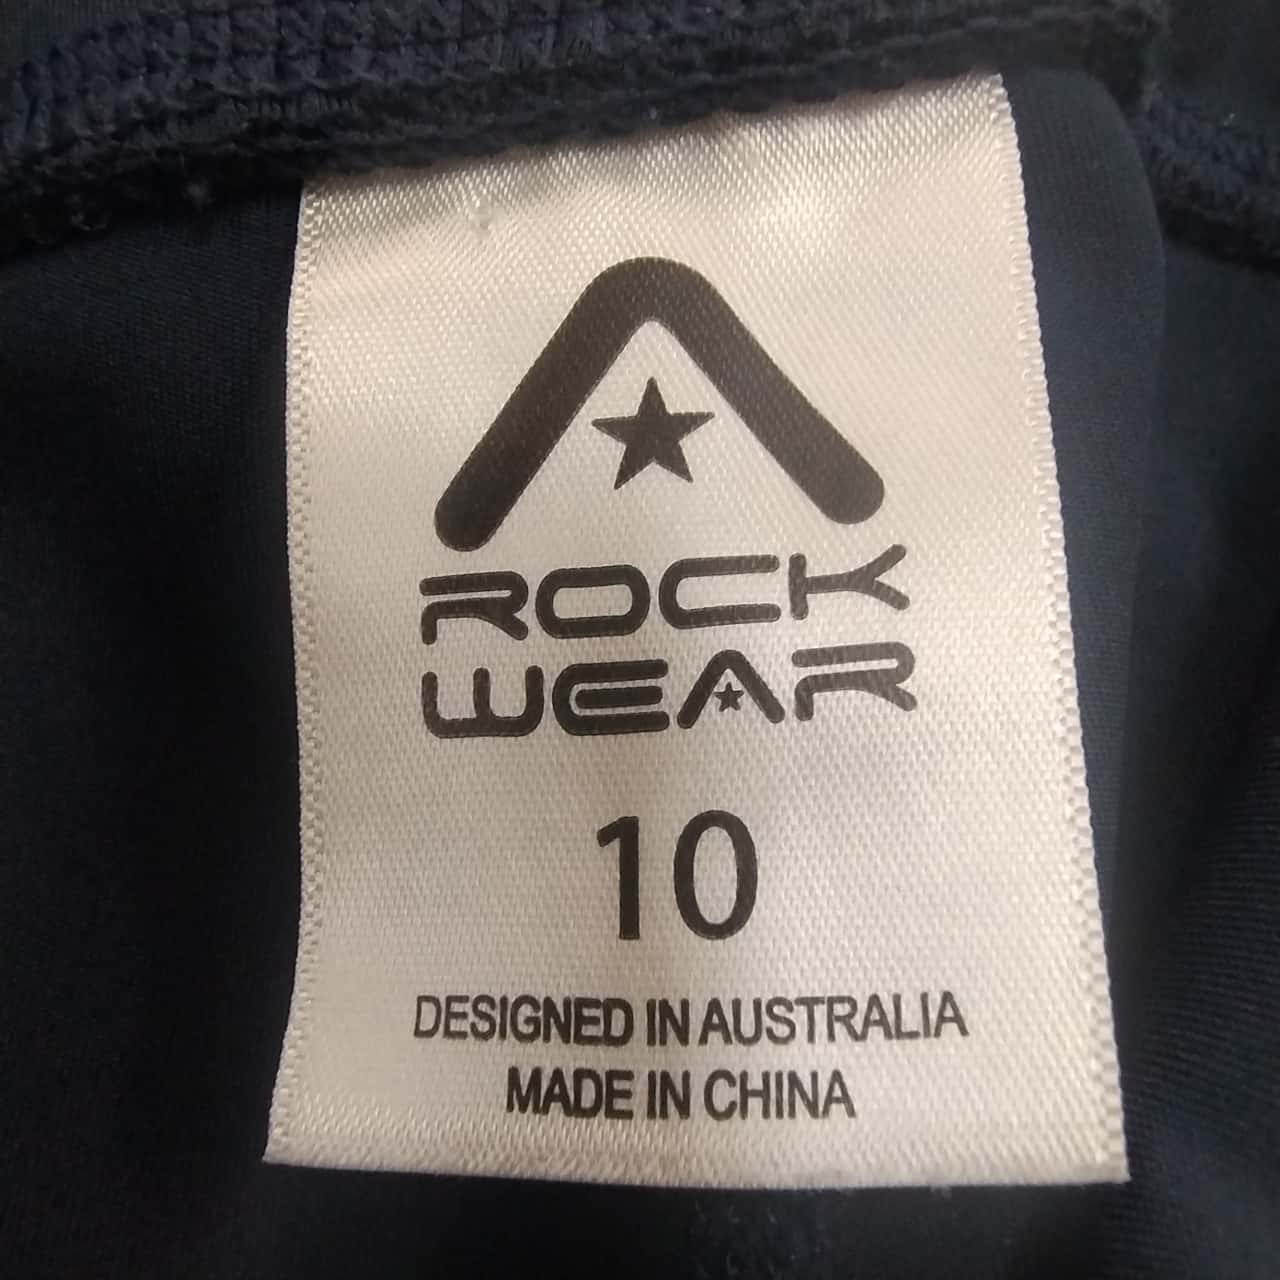 ROCK
WEAR
10
DESIGNED IN AUSTRALIA
MADE IN CHINA